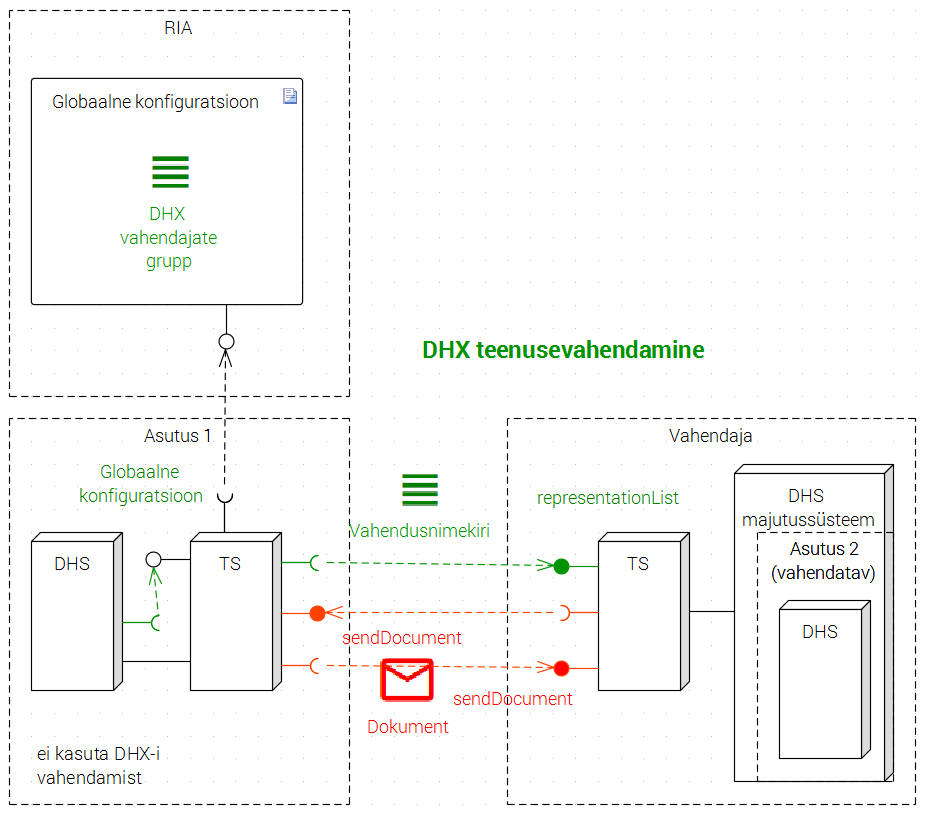 RIA
Globaalne konfiguratsioon
DHX
vahendajate
grupp
DHX teenusevahendamine
Asutus 1
Globaalne
konfiguratsioon
DHS
TS
Vahendusnimekiri
sendDocument
Dokument
sendDocument
ei kasuta DHX-i
vahendamist
Vahendaja
representationList
TS
DHS
majutussüsteem
Asutus 2
(vahendatav)
DHS